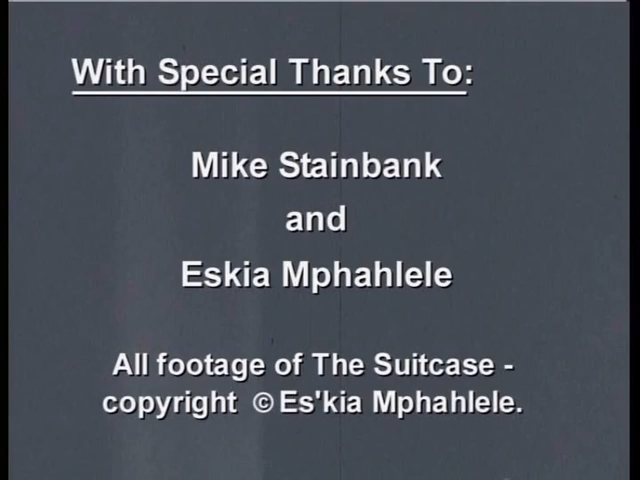 With Special Thanks To:
Mike Stainbank
and
Eskia Mphahlele
All footage of The Suitcase -
copyright © Es'kia Mphahlele.